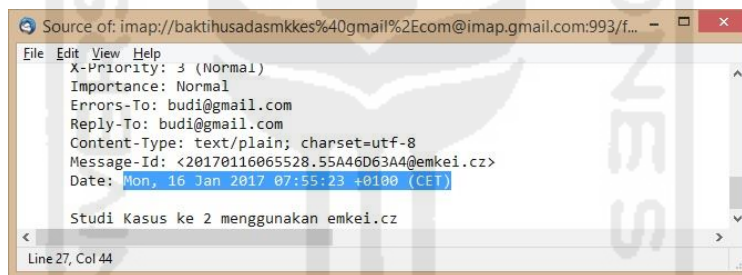 Source of: imap://baktihusadasmkkes%40gmail%2Ecom@imap.gmail.com:993/f...
File Edit View Help
X-Priority: 3 (Normal)
Importance: Normal
Errors-To: budi@gmail.com
Reply-To: budi@gmail.com
Content-Type: text/plain; charset=utf-8
Message-Id: <20170116065528.55A46D63A4@emkei.cz>
Date: Mon, 16 Jan 2017 07:55:23 +0100 (CET)
Studi Kasus ke 2 menggunakan emkei.cz
Line 27, Col 44